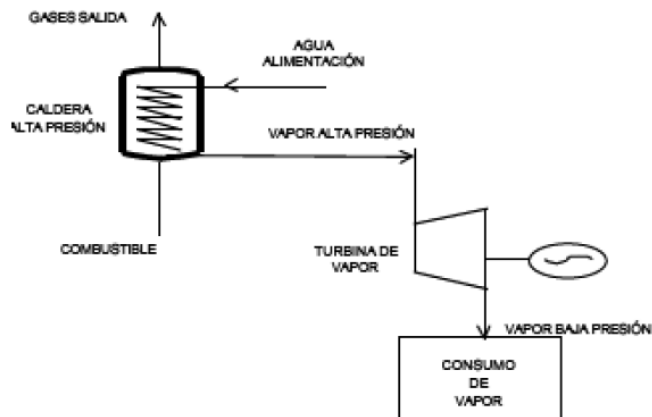 GASES SALIDA
AGUA
ALIMENTACIÓN
CALDERA
ALTA PRESIÓN
VAPOR ALTA PRESIÓN
COMBUSTIBLE
TURBINA DE
VAPOR
VAPOR BAJA PRESIÓN
CONSUMO
DE
VAPOR